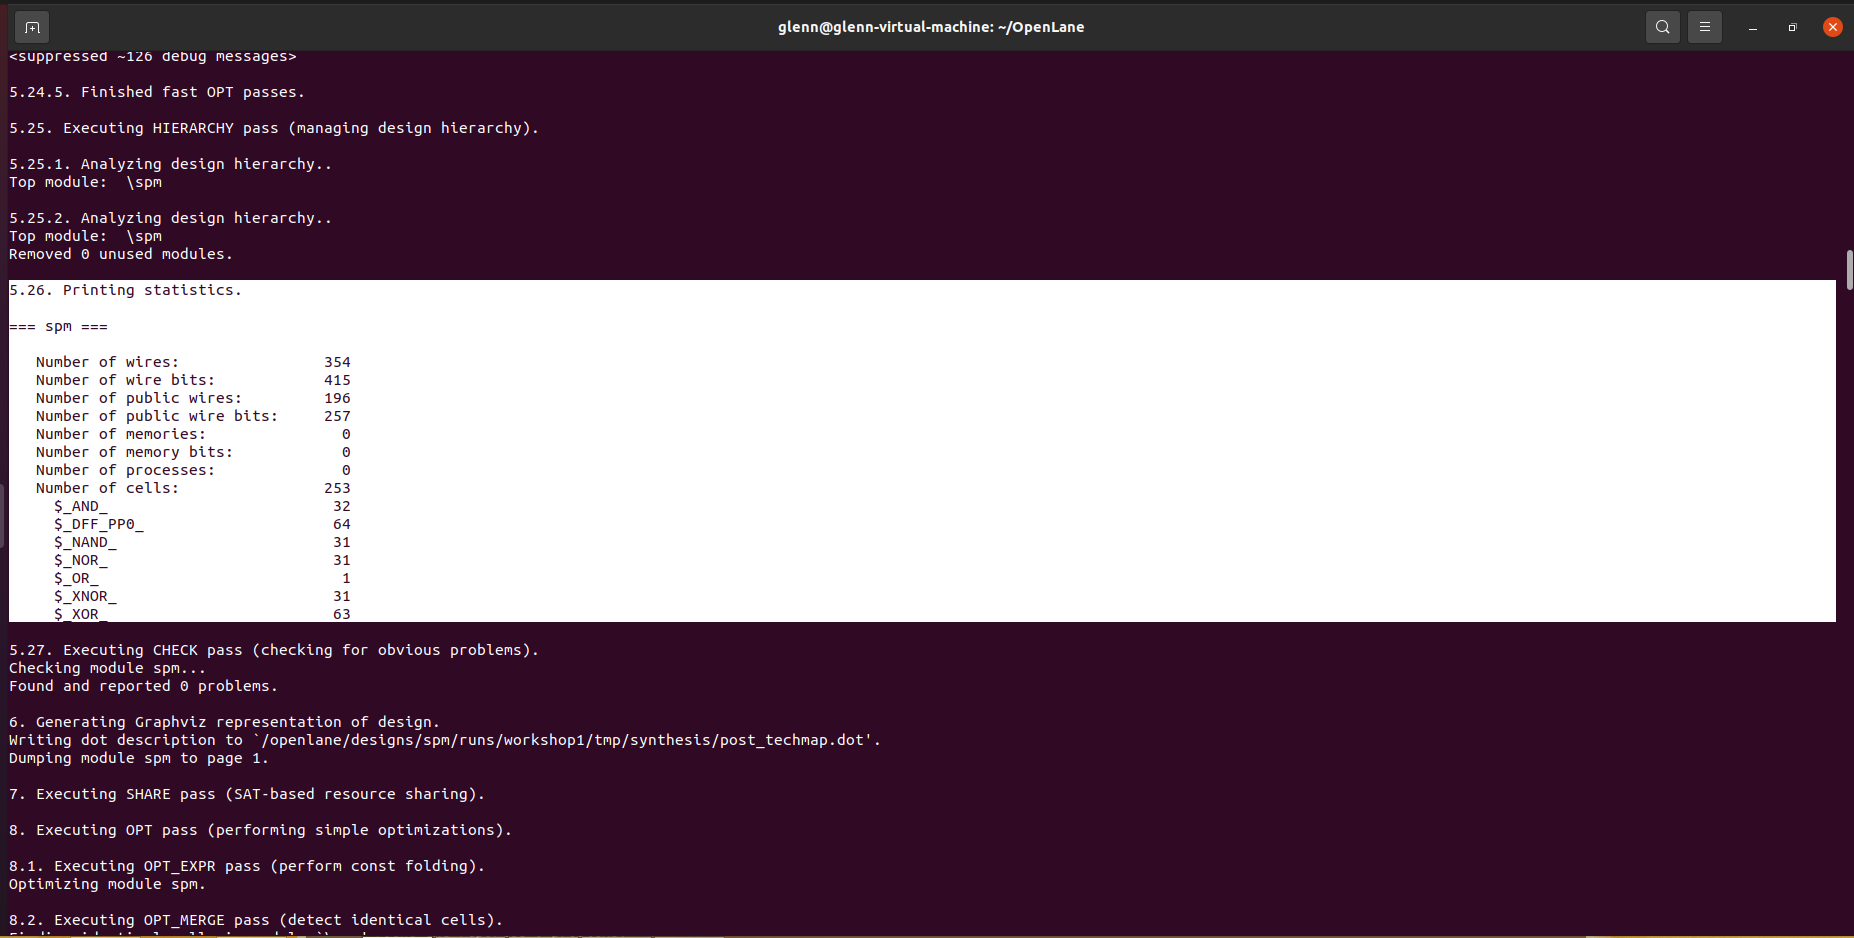 glenn@glenn-virtual-machine: ~/OpenLane
<suppressed ~126 debug messages>
5.24.5. Finished fast OPT passes.
5.25. Executing HIERARCHY pass (managing design hierarchy).
5.25.1. Analyzing design hierarchy..
Top module:  \spm
5.25.2. Analyzing design hierarchy..
Top module:  \spm
Removed 0 unused modules.
5.26. Printing statistics.
=== spm ===
   Number of wires:                354
   Number of wire bits:            415
   Number of public wires:         196
   Number of public wire bits:     257
   Number of memories:               0
   Number of memory bits:            0
   Number of processes:              0
   Number of cells:                253
     $_AND_                         32
     $_DFF_PP0_                     64
     $_NAND_                        31
     $_NOR_                         31
     $_OR_                           1
     $_XNOR_                        31
     $_XOR_                         63
5.27. Executing CHECK pass (checking for obvious problems).
Checking module spm...
Found and reported 0 problems.
6. Generating Graphviz representation of design.
Writing dot description to `/openlane/designs/spm/runs/workshop1/tmp/synthesis/post_techmap.dot'.
Dumping module spm to page 1.
7. Executing SHARE pass (SAT-based resource sharing).
8. Executing OPT pass (performing simple optimizations).
8.1. Executing OPT_EXPR pass (perform const folding).
Optimizing module spm.
8.2. Executing OPT_MERGE pass (detect identical cells).